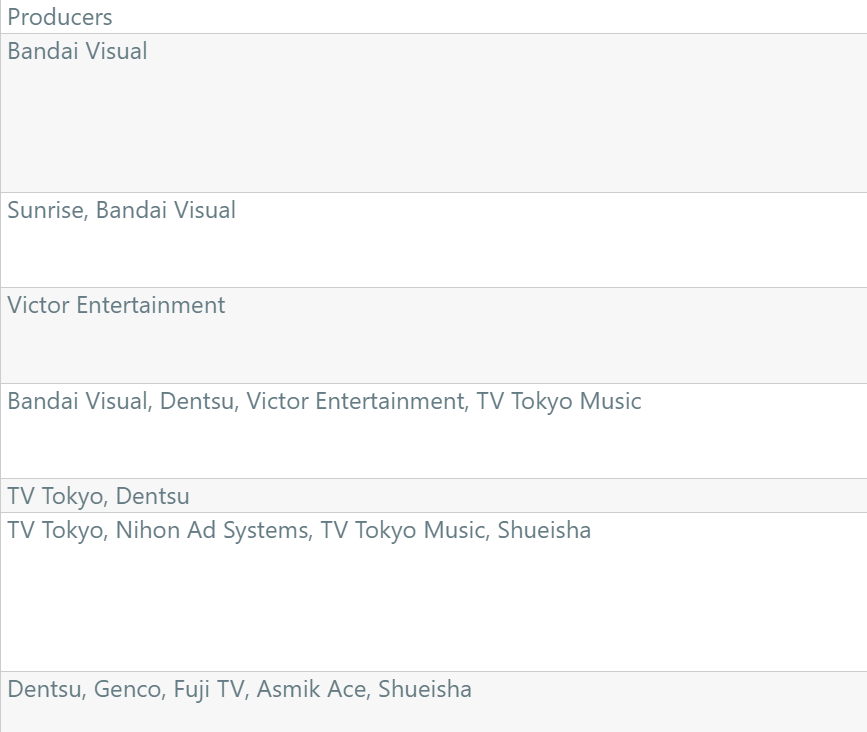 Producers
Bandai Visual
Sunrise, Bandai Visual
Victor Entertainment
Bandai Visual, Dentsu, Victor Entertainment, TV Tokyo Music
TV Tokyo, Dentsu
TV Tokyo, Nihon Ad Systems, TV Tokyo Music, Shueisha
Dentsu, Genco, Fuji TV, Asmik Ace, Shueisha